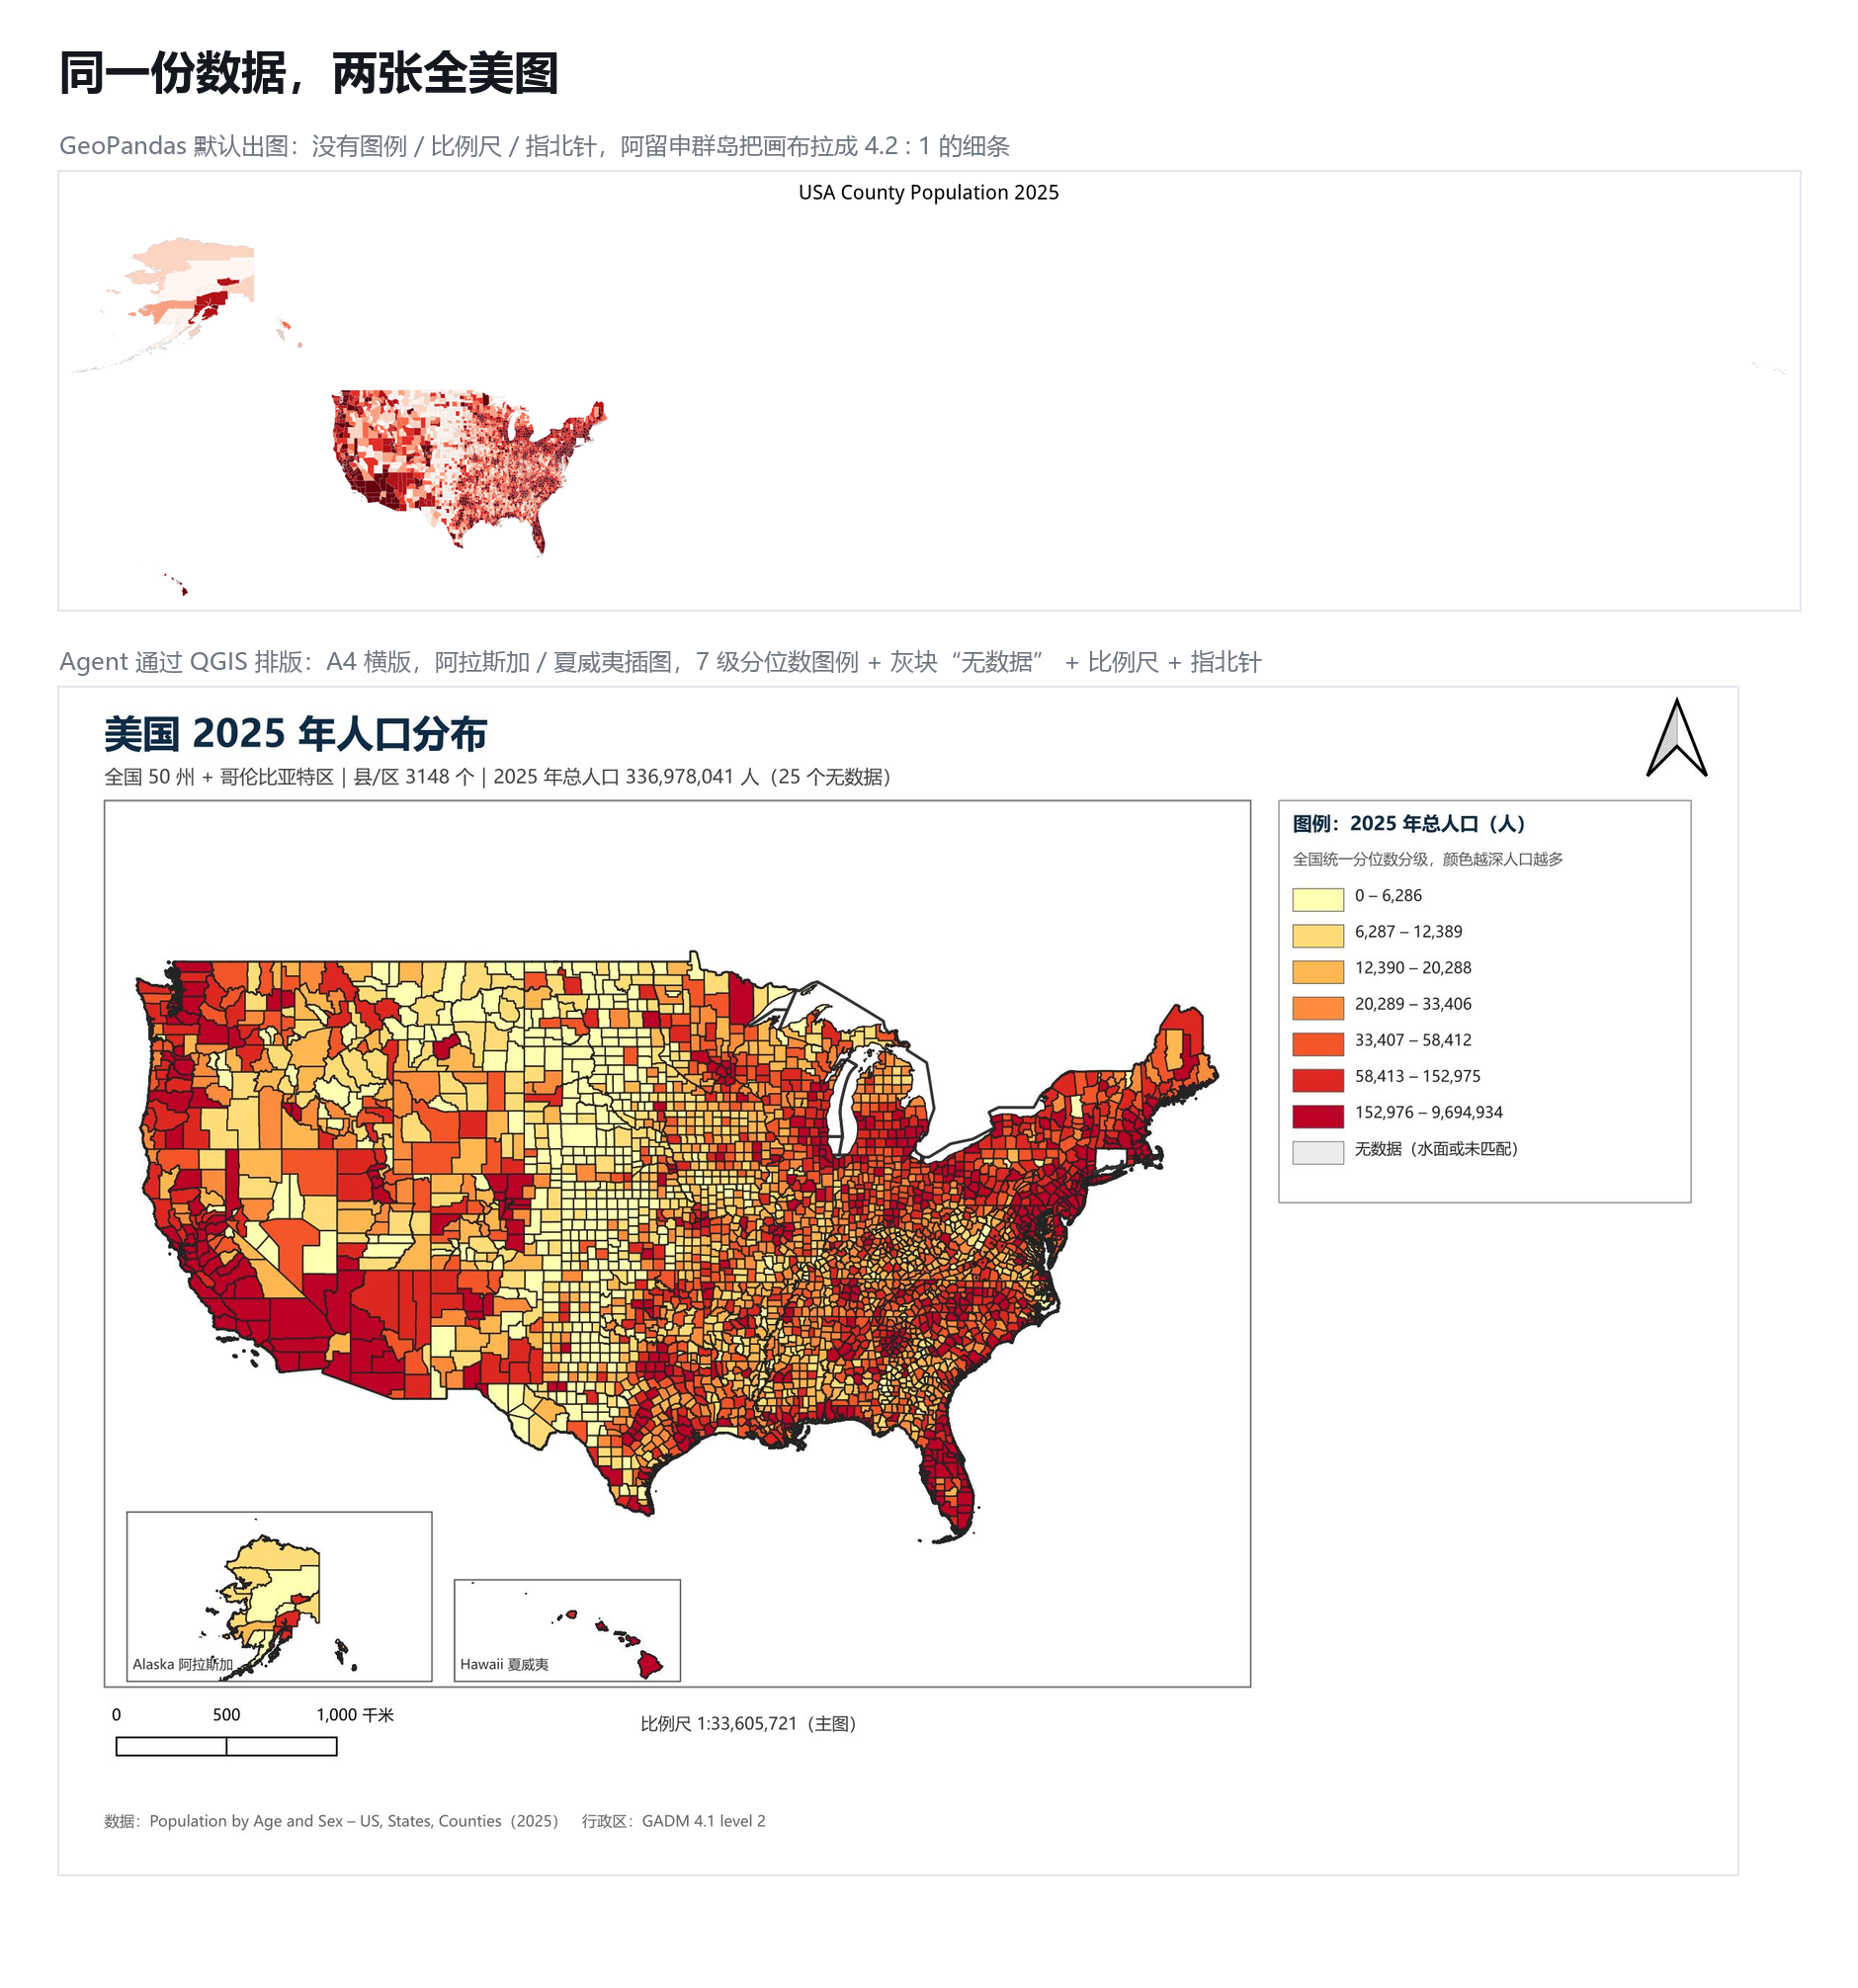 同一份数据，两张全美图
GeoPandas 默认出图：没有图例 / 比例尺 / 指北针，阿留申群岛把画布拉成 4.2 : 1 的细条
USA County Population 2025
Agent 通过 QGIS 排版：A4 横版，阿拉斯加 / 夏威夷插图，7 级分位数图例 + 灰块“无数据” + 比例尺 + 指北针
美国 2025 年人口分布
全国 50 州 + 哥伦比亚特区 | 县/区 3148 个 | 2025 年总人口 336,978,041 人（25 个无数据）
图例：2025 年总人口（人）
全国统一分位数分级，颜色越深人口越多
0 – 6,286
6,287 – 12,389
12,390 – 20,288
20,289 – 33,406
33,407 – 58,412
58,413 – 152,975
152,976 – 9,694,934
无数据（水面或未匹配）
Alaska 阿拉斯加
Hawaii 夏威夷
0 500 1,000 千米
比例尺 1:33,605,721（主图）
数据：Population by Age and Sex – US, States, Counties（2025） 行政区：GADM 4.1 level 2